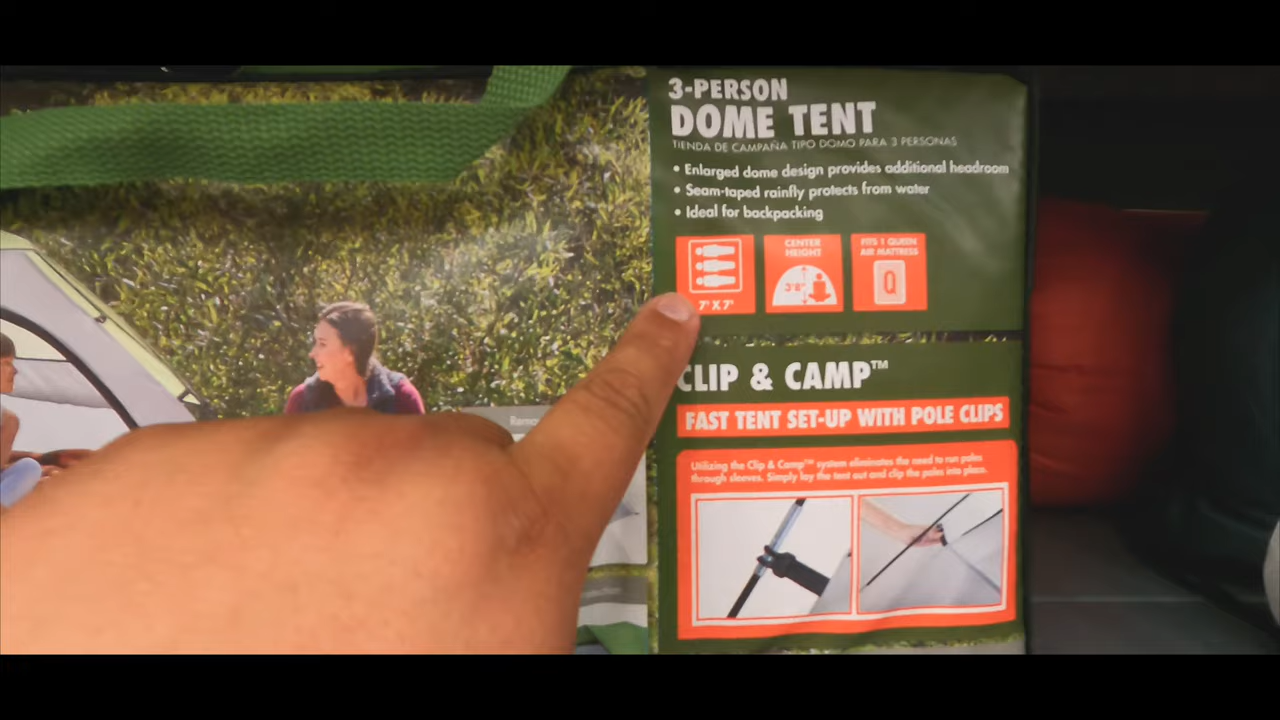 3-PERSON
DOME TENT
TIENDA DE CAMPAÑA TIPO DOMO PARA 3 PERSONAS
• Enlarged dome design provides additional headroom
• Seam-taped rainfly protects from water
• Ideal for backpacking
7' X 7'
CENTER
HEIGHT
3'8"
FITS 1 QUEEN
AIR MATTRESS
Q
CLIP & CAMP™
FAST TENT SET-UP WITH POLE CLIPS
Utilizing the Clip & Camp™ system eliminates the need to run poles
through sleeves. Simply lay the tent out and clip the poles into place.